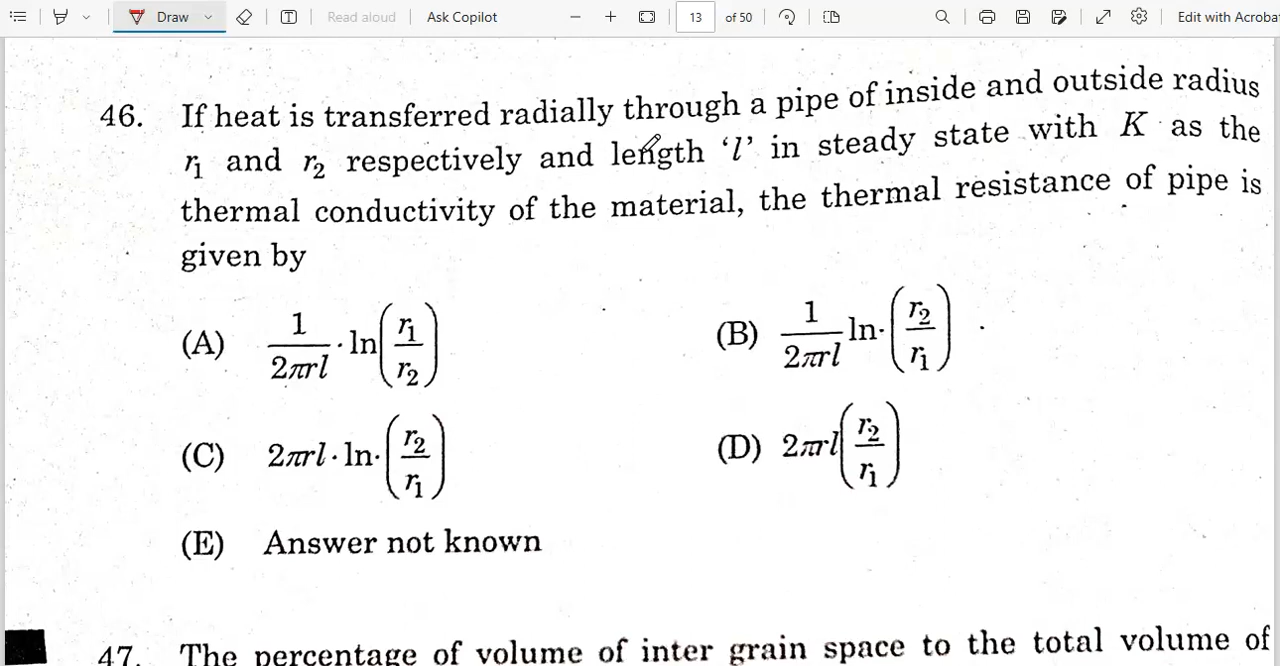 Draw
Read aloud
Ask Copilot
13 of 50
Edit with Acroba
46. If heat is transferred radially through a pipe of inside and outside radius
r₁ and r₂ respectively and length ‘l’ in steady state with K as the
thermal conductivity of the material, the thermal resistance of pipe is
given by
(A) 1/(2πrl) · ln(r₁/r₂)
(B) 1/(2πrl) ln·(r₂/r₁)
(C) 2πrl · ln·(r₂/r₁)
(D) 2πrl(r₂/r₁)
(E) Answer not known
47. The percentage of volume of inter grain space to the total volume of